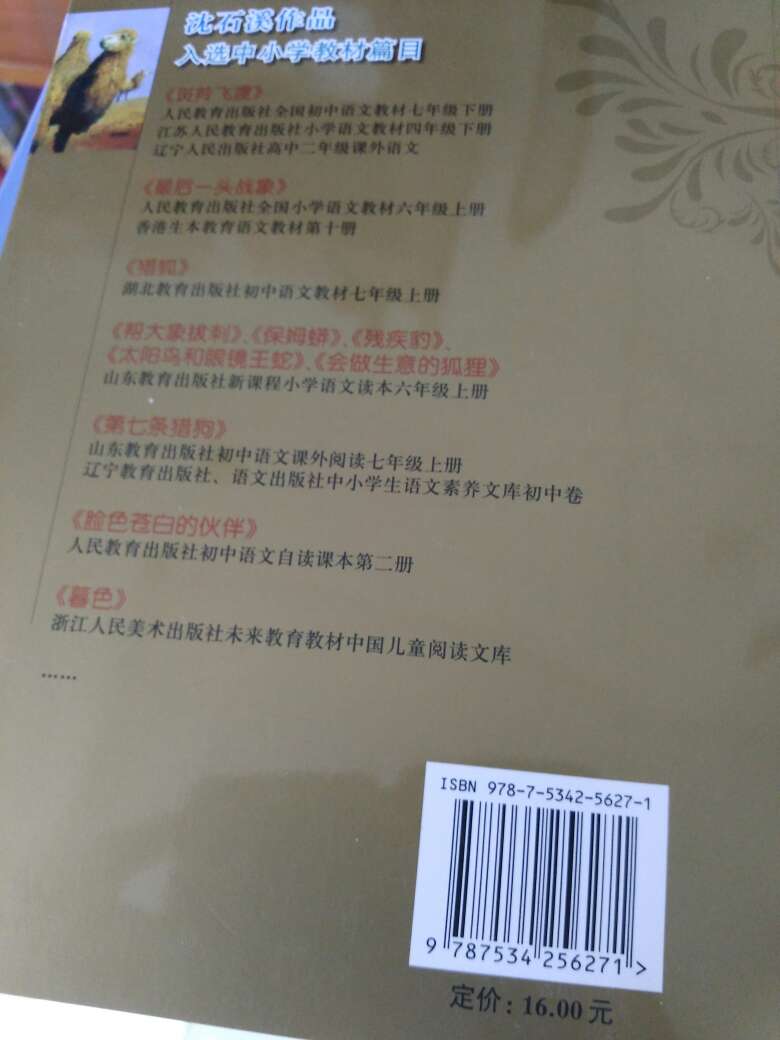 沈石溪作品
入选中小学教材篇目
《斑羚飞渡》
人民教育出版社全国初中语文教材七年级下册
江苏人民教育出版社小学语文教材四年级下册
辽宁人民出版社高中二年级课外语文
《最后一头战象》
人民教育出版社全国小学语文教材六年级上册
香港生本教育语文教材第十册
《猎狐》
湖北教育出版社初中语文教材七年级上册
《帮大象拔刺》、《保姆蟒》、《残疾豹》、
《太阳鸟和眼镜王蛇》、《会做生意的狐狸》
山东教育出版社新课程小学语文读本六年级上册
《第七条猎狗》
山东教育出版社初中语文课外阅读七年级上册
辽宁教育出版社、语文出版社中小学生语文素养文库初中卷
《脸色苍白的伙伴》
人民教育出版社初中语文自读课本第二册
《暮色》
浙江人民美术出版社未来教育教材中国儿童阅读文库
······
ISBN 978-7-5342-5627-1
9 787534 256271 >
定价：16.00 元